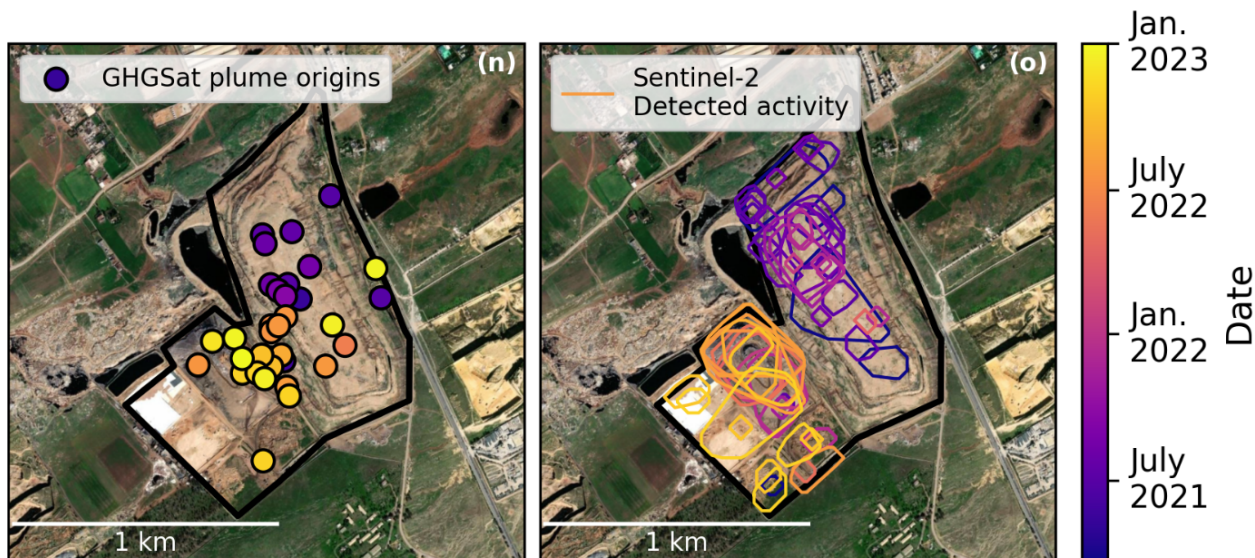 GHGSat plume origins
(n)
1 km
Sentinel-2
Detected activity
(o)
1 km
Jan.
2023
July
2022
Jan.
2022
July
2021
Date